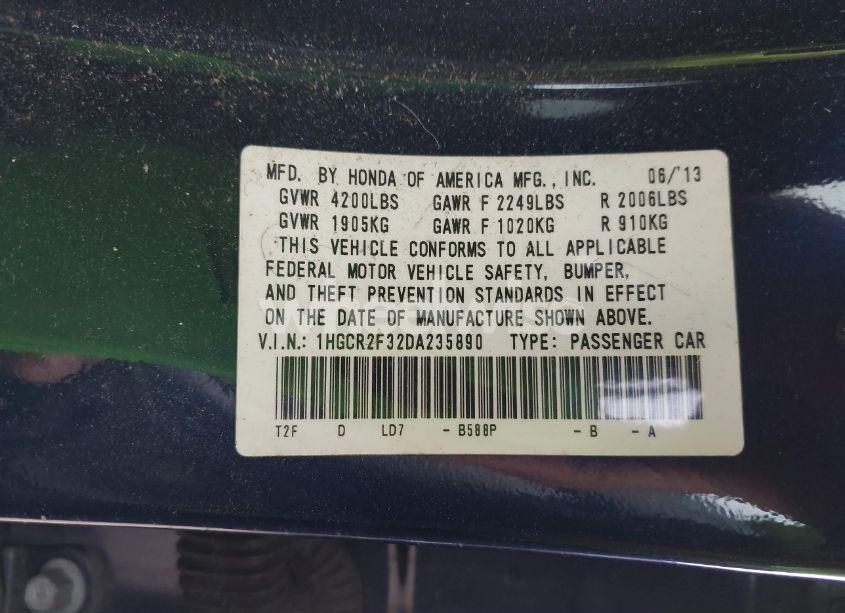 MFD. BY HONDA OF AMERICA MFG., INC. 06/'13
GVWR 4200LBS GAWR F 2249LBS R 2006LBS
GVWR 1905KG GAWR F 1020KG R 910KG
THIS VEHICLE CONFORMS TO ALL APPLICABLE
FEDERAL MOTOR VEHICLE SAFETY, BUMPER,
AND THEFT PREVENTION STANDARDS IN EFFECT
ON THE DATE OF MANUFACTURE SHOWN ABOVE.
V.I.N.: 1HGCR2F32DA235890 TYPE: PASSENGER CAR
T2F D LD7 - B588P - B - A